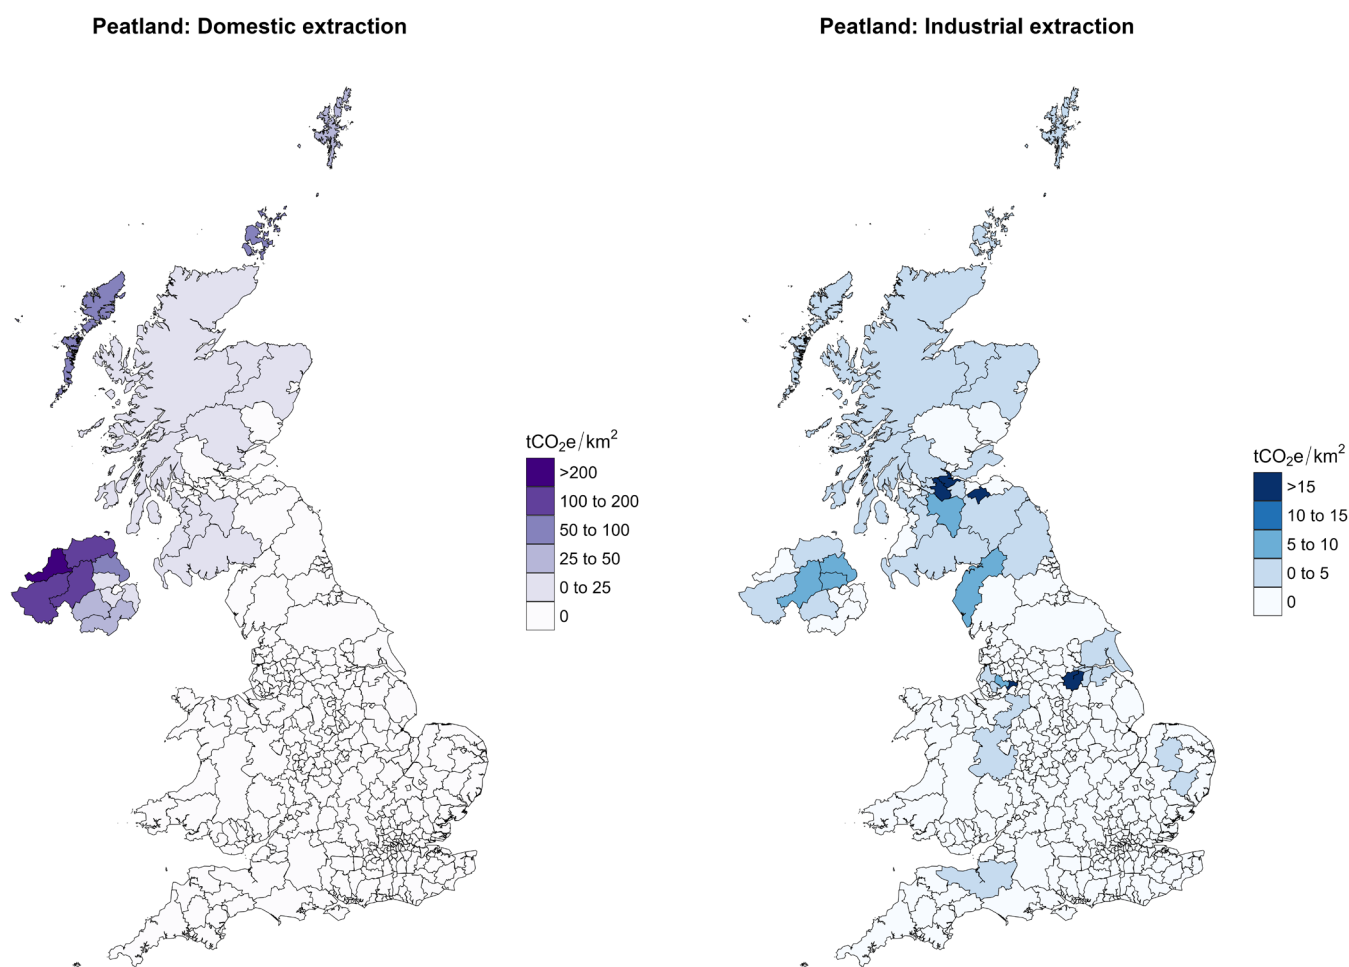 Peatland: Domestic extraction
Peatland: Industrial extraction
tCO₂e/km²
>200
100 to 200
50 to 100
25 to 50
0 to 25
0
tCO₂e/km²
>15
10 to 15
5 to 10
0 to 5
0